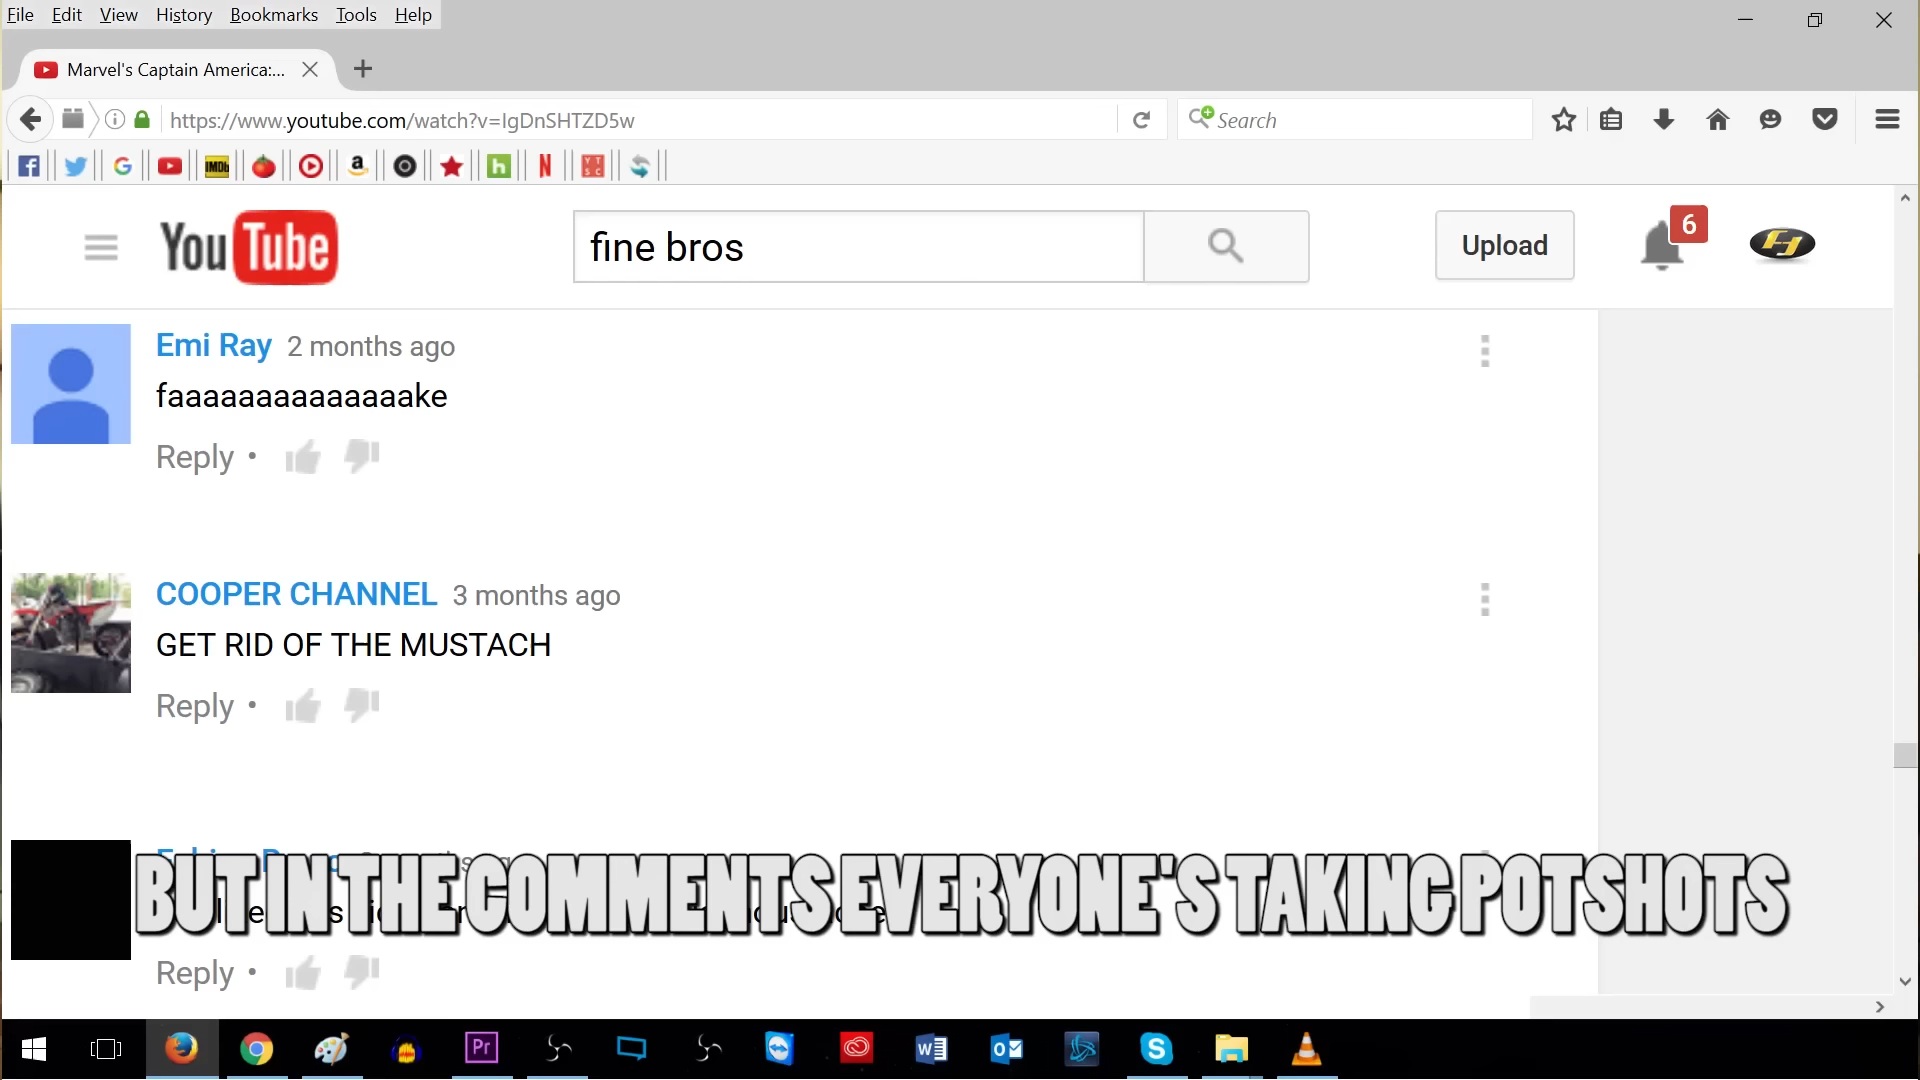 File Edit View History Bookmarks Tools Help
Marvel's Captain America:...
https://www.youtube.com/watch?v=IgDnSHTZD5w
Search
YouTube
fine bros
Upload
6
Emi Ray 2 months ago
faaaaaaaaaaaaaake
Reply •
COOPER CHANNEL 3 months ago
GET RID OF THE MUSTACH
Reply •
BUT IN THE COMMENTS EVERYONE'S TAKING POTSHOTS
Reply •